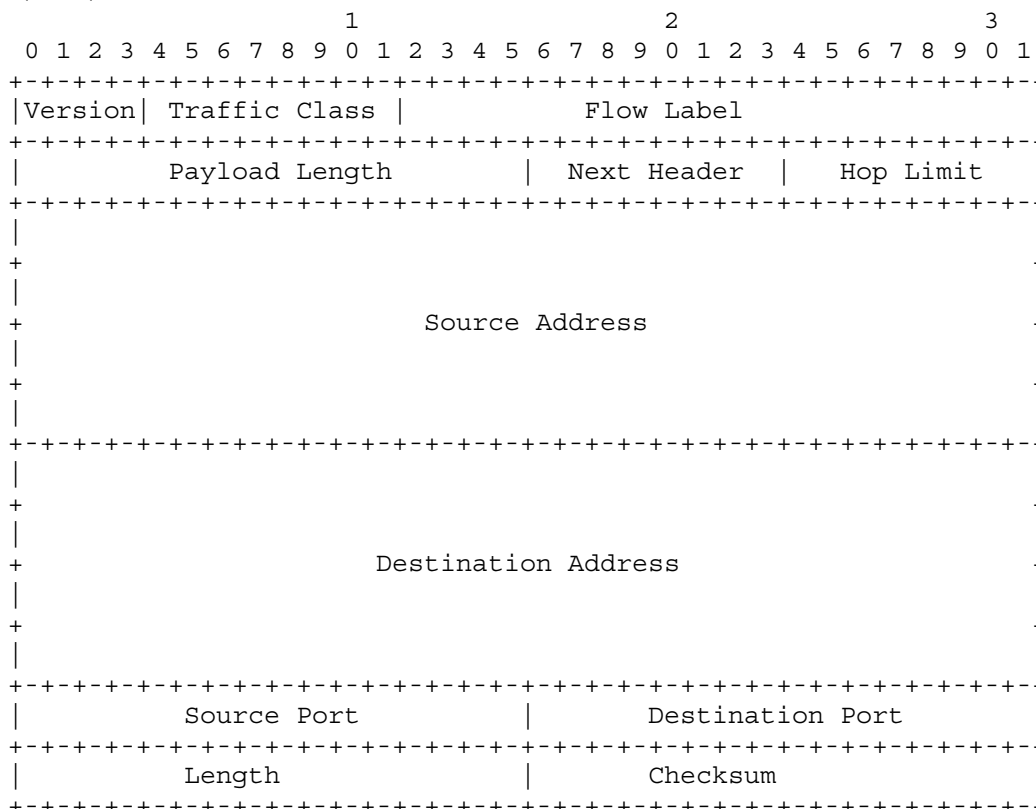 1 2 3
0 1 2 3 4 5 6 7 8 9 0 1 2 3 4 5 6 7 8 9 0 1 2 3 4 5 6 7 8 9 0 1
+-+-+-+-+-+-+-+-+-+-+-+-+-+-+-+-+-+-+-+-+-+-+-+-+-+-+-+-+-+-+-+-
|Version| Traffic Class | Flow Label
+-+-+-+-+-+-+-+-+-+-+-+-+-+-+-+-+-+-+-+-+-+-+-+-+-+-+-+-+-+-+-+-
| Payload Length | Next Header | Hop Limit
+-+-+-+-+-+-+-+-+-+-+-+-+-+-+-+-+-+-+-+-+-+-+-+-+-+-+-+-+-+-+-+-
|
+ -
|
+ Source Address -
|
+ -
|
+-+-+-+-+-+-+-+-+-+-+-+-+-+-+-+-+-+-+-+-+-+-+-+-+-+-+-+-+-+-+-+-
|
+ -
|
+ Destination Address -
|
+ -
|
+-+-+-+-+-+-+-+-+-+-+-+-+-+-+-+-+-+-+-+-+-+-+-+-+-+-+-+-+-+-+-+-
| Source Port | Destination Port
+-+-+-+-+-+-+-+-+-+-+-+-+-+-+-+-+-+-+-+-+-+-+-+-+-+-+-+-+-+-+-+-
| Length | Checksum
+-+-+-+-+-+-+-+-+-+-+-+-+-+-+-+-+-+-+-+-+-+-+-+-+-+-+-+-+-+-+-+-